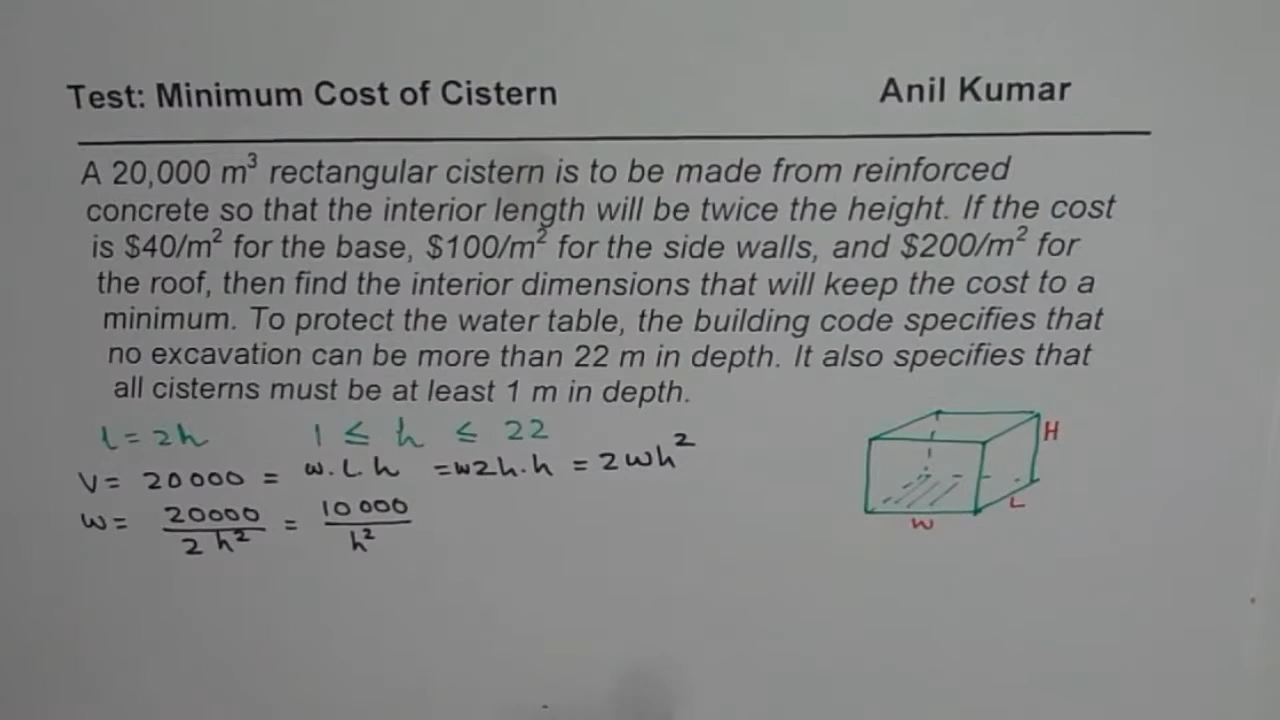 Test: Minimum Cost of Cistern Anil Kumar
A 20,000 m³ rectangular cistern is to be made from reinforced
concrete so that the interior length will be twice the height. If the cost
is $40/m² for the base, $100/m² for the side walls, and $200/m² for
the roof, then find the interior dimensions that will keep the cost to a
minimum. To protect the water table, the building code specifies that
no excavation can be more than 22 m in depth. It also specifies that
all cisterns must be at least 1 m in depth.
l = 2h 1 ≤ h ≤ 22
V = 20000 = w. L. h = w2h.h = 2wh²
w = 20000 / 2 h² = 10 000 / h²
H
L
W